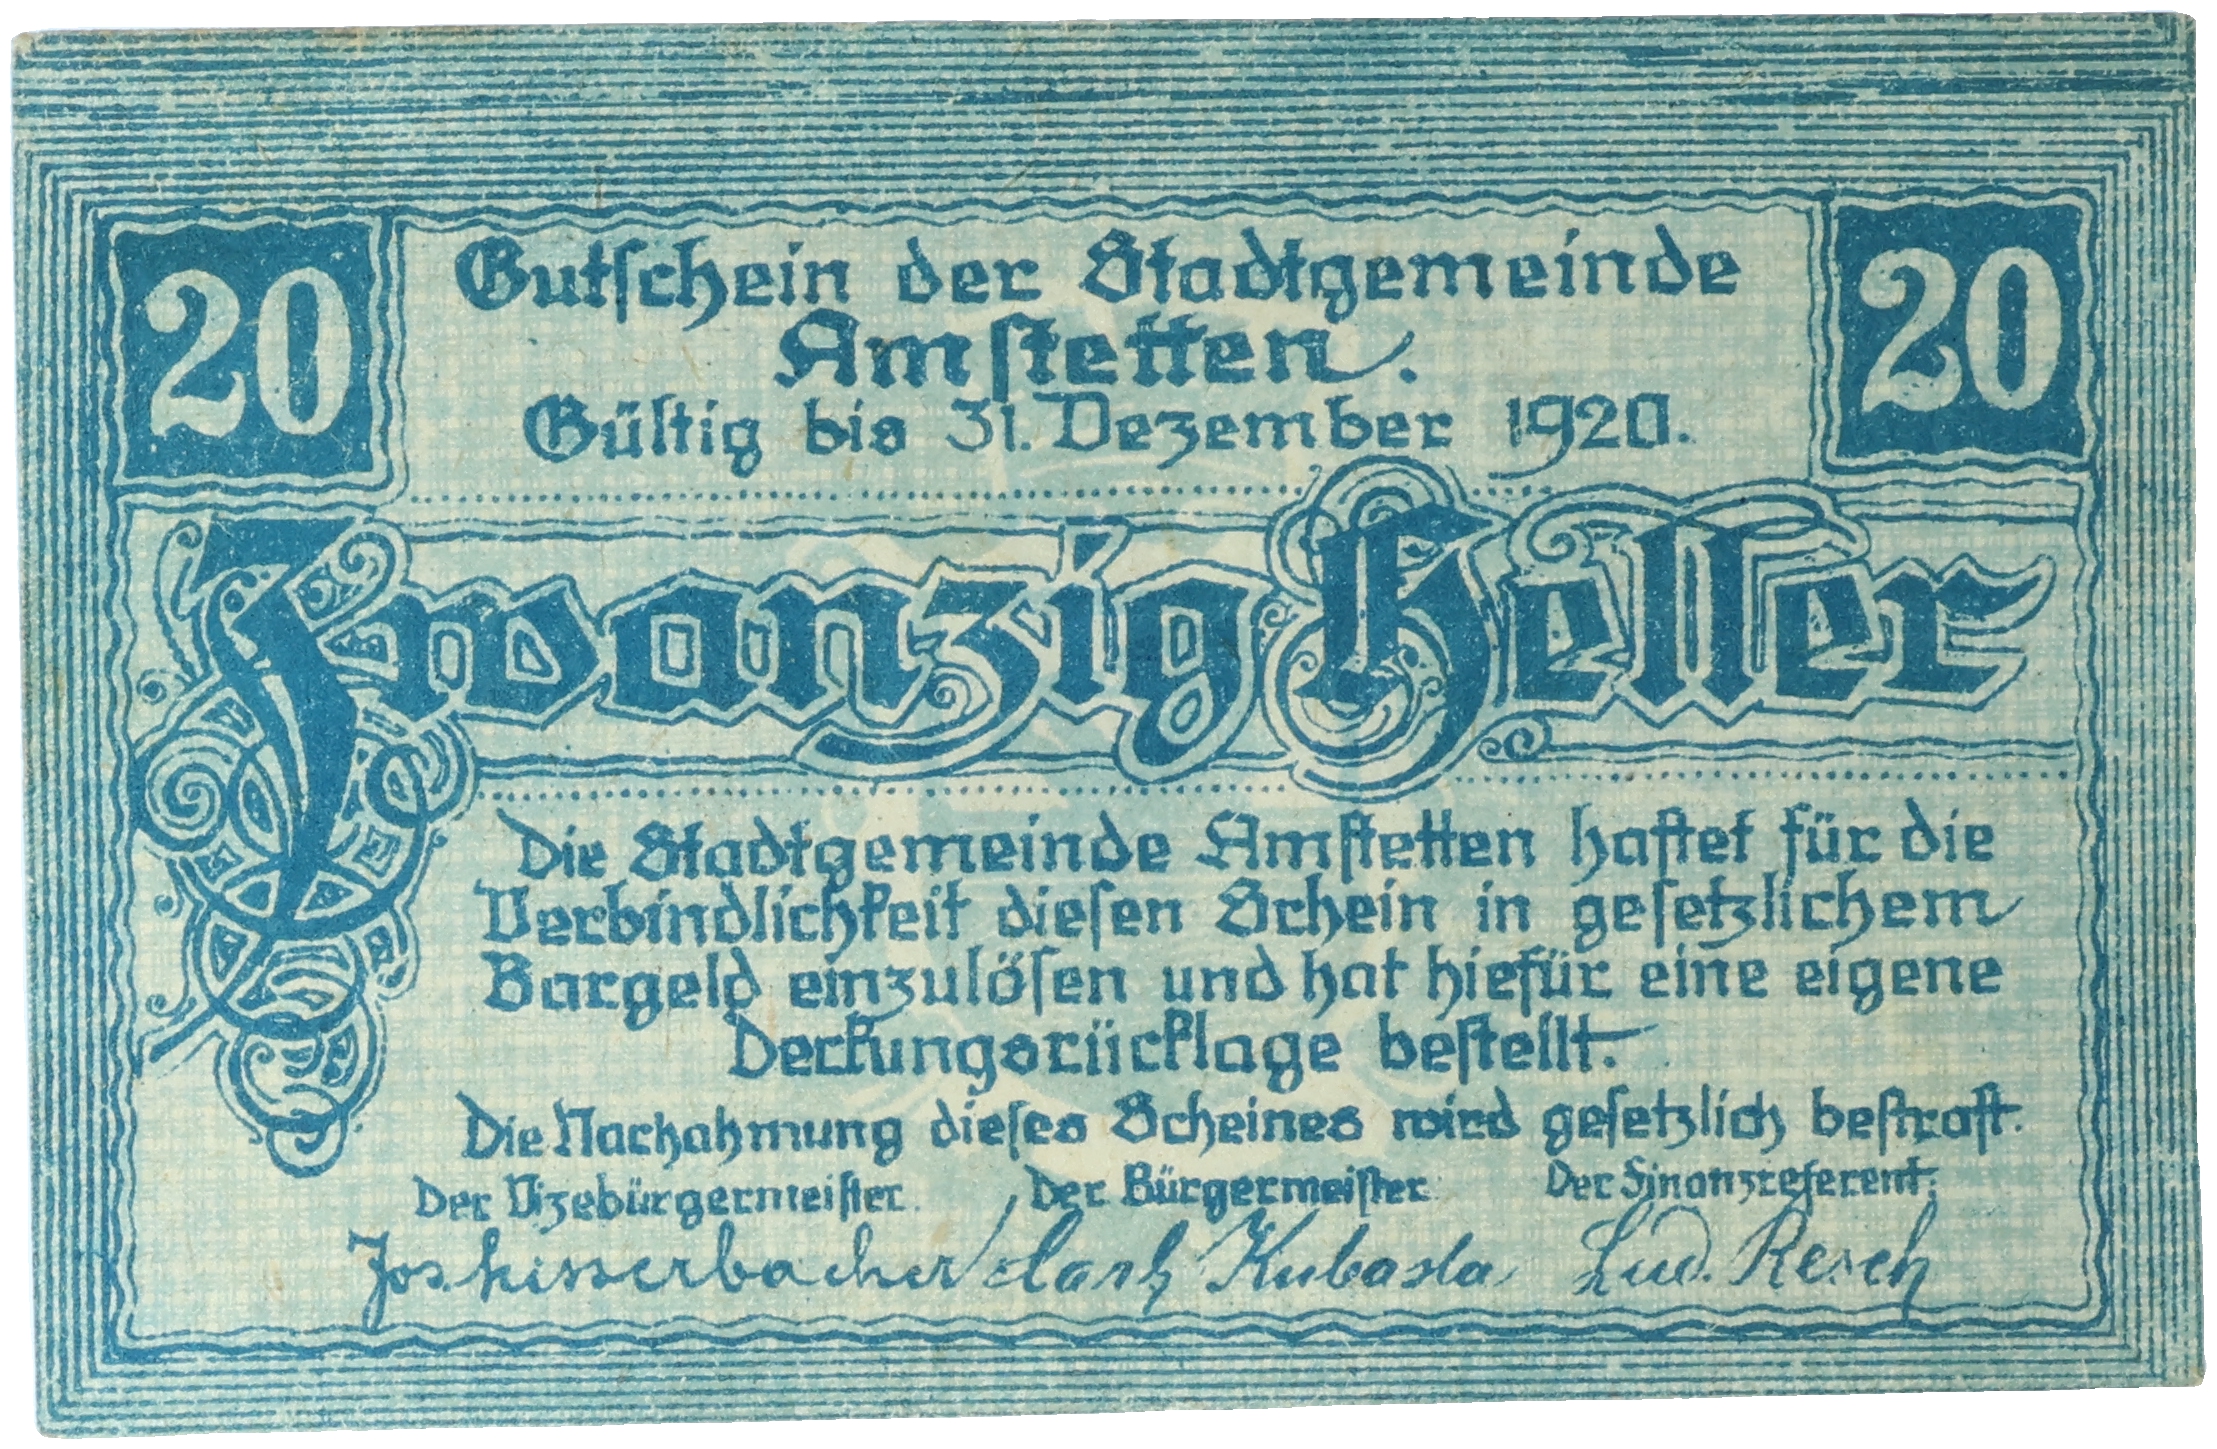 20 20
Gutschein der Stadtgemeinde
Amstetten.
Gültig bis 31. Dezember 1920.
Zwanzig Heller
Die Stadtgemeinde Amstetten haftet für die
Verbindlichkeit diesen Schein in gesetzlichem
Bargeld einzulösen und hat hiefür eine eigene
Deckungsrücklage bestellt.
Die Nachahmung dieses Scheines wird gesetzlich bestraft.
Der Vizebürgermeister. Der Bürgermeister Der Finanzreferent:
Jos. Kubasta Lud. Resch